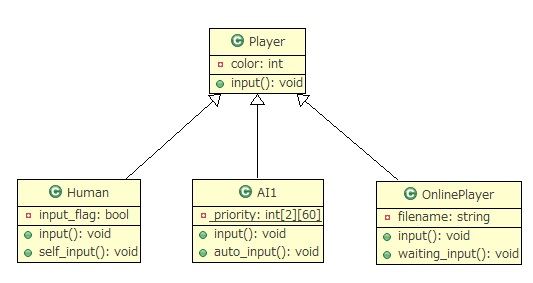 Player
color: int
input(): void
Human
input_flag: bool
input(): void
self_input(): void
AI1
priority: int[2][60]
input(): void
auto_input(): void
OnlinePlayer
filename: string
input(): void
waiting_input(): void